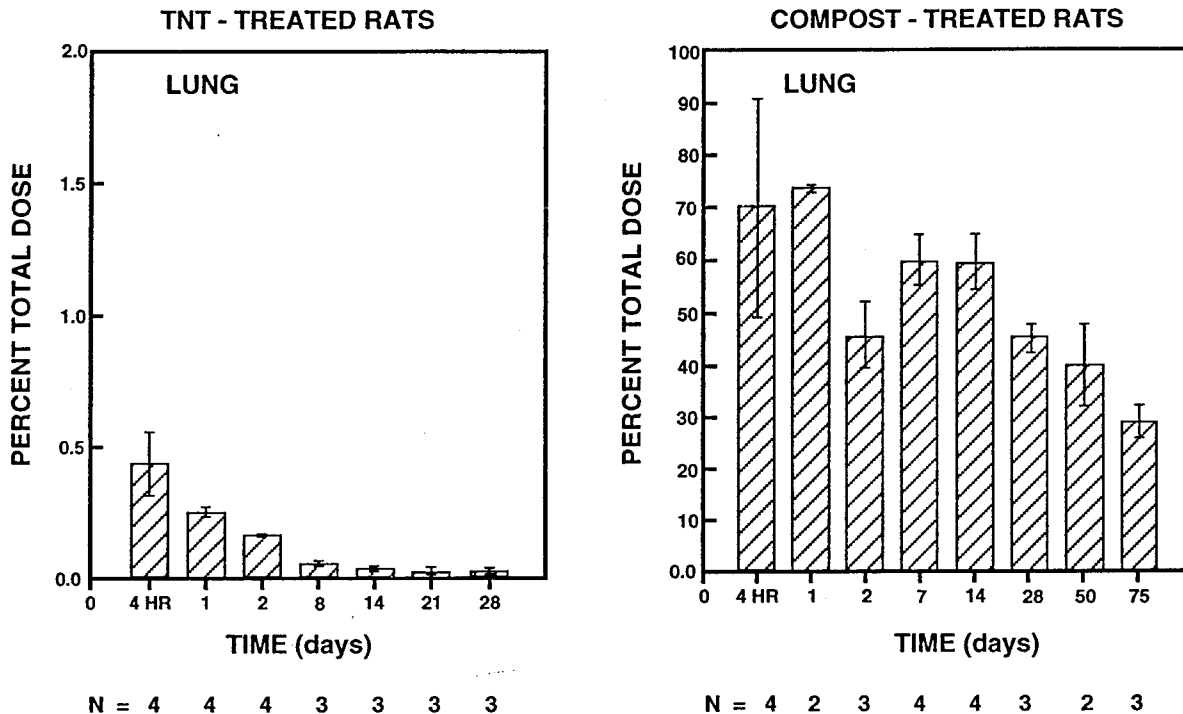 TNT - TREATED RATS
LUNG
PERCENT TOTAL DOSE
2.0
1.5
1.0
0.5
0.0
0 4 HR 1 2 8 14 21 28
TIME (days)
N = 4 4 4 3 3 3 3
COMPOST - TREATED RATS
LUNG
PERCENT TOTAL DOSE
100
90
80
70
60
50
40
30
20
10
0.0
0 4 HR 1 2 7 14 28 50 75
TIME (days)
N = 4 2 3 4 4 3 2 3